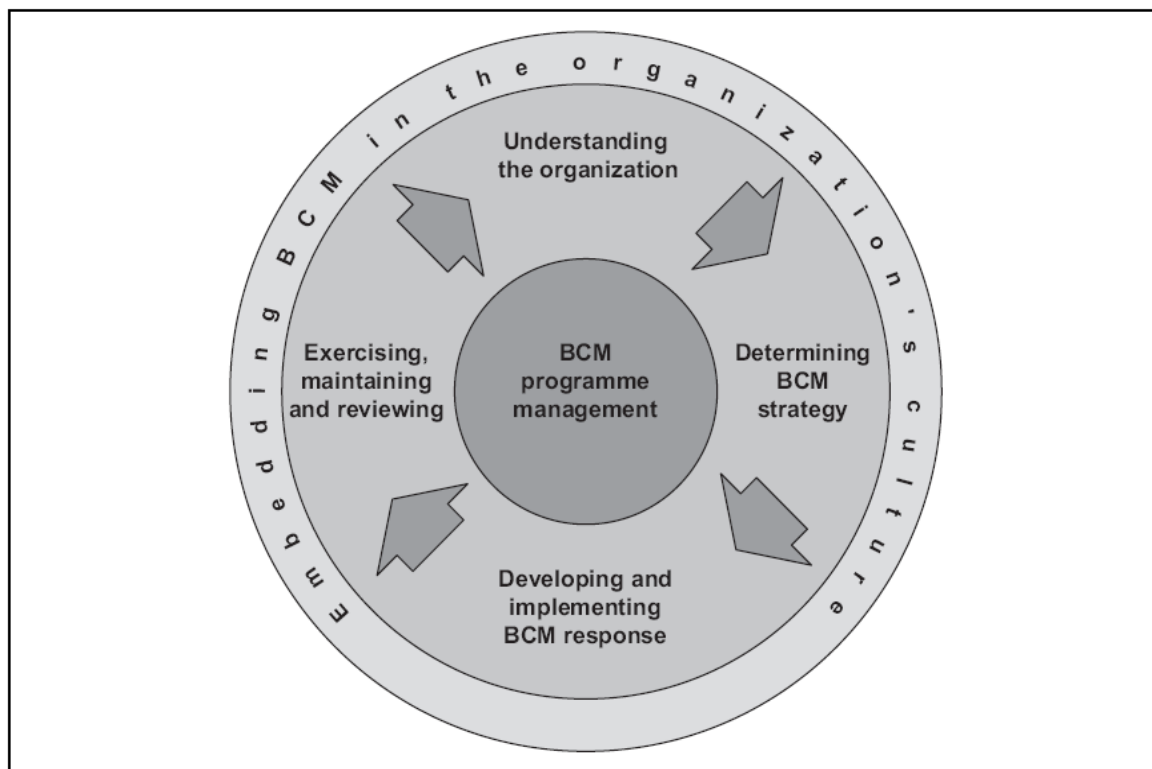 Embedding BCM in the organization's culture
Understanding
the organization
Exercising,
maintaining
and reviewing
BCM
programme
management
Determining
BCM
strategy
Developing and
implementing
BCM response